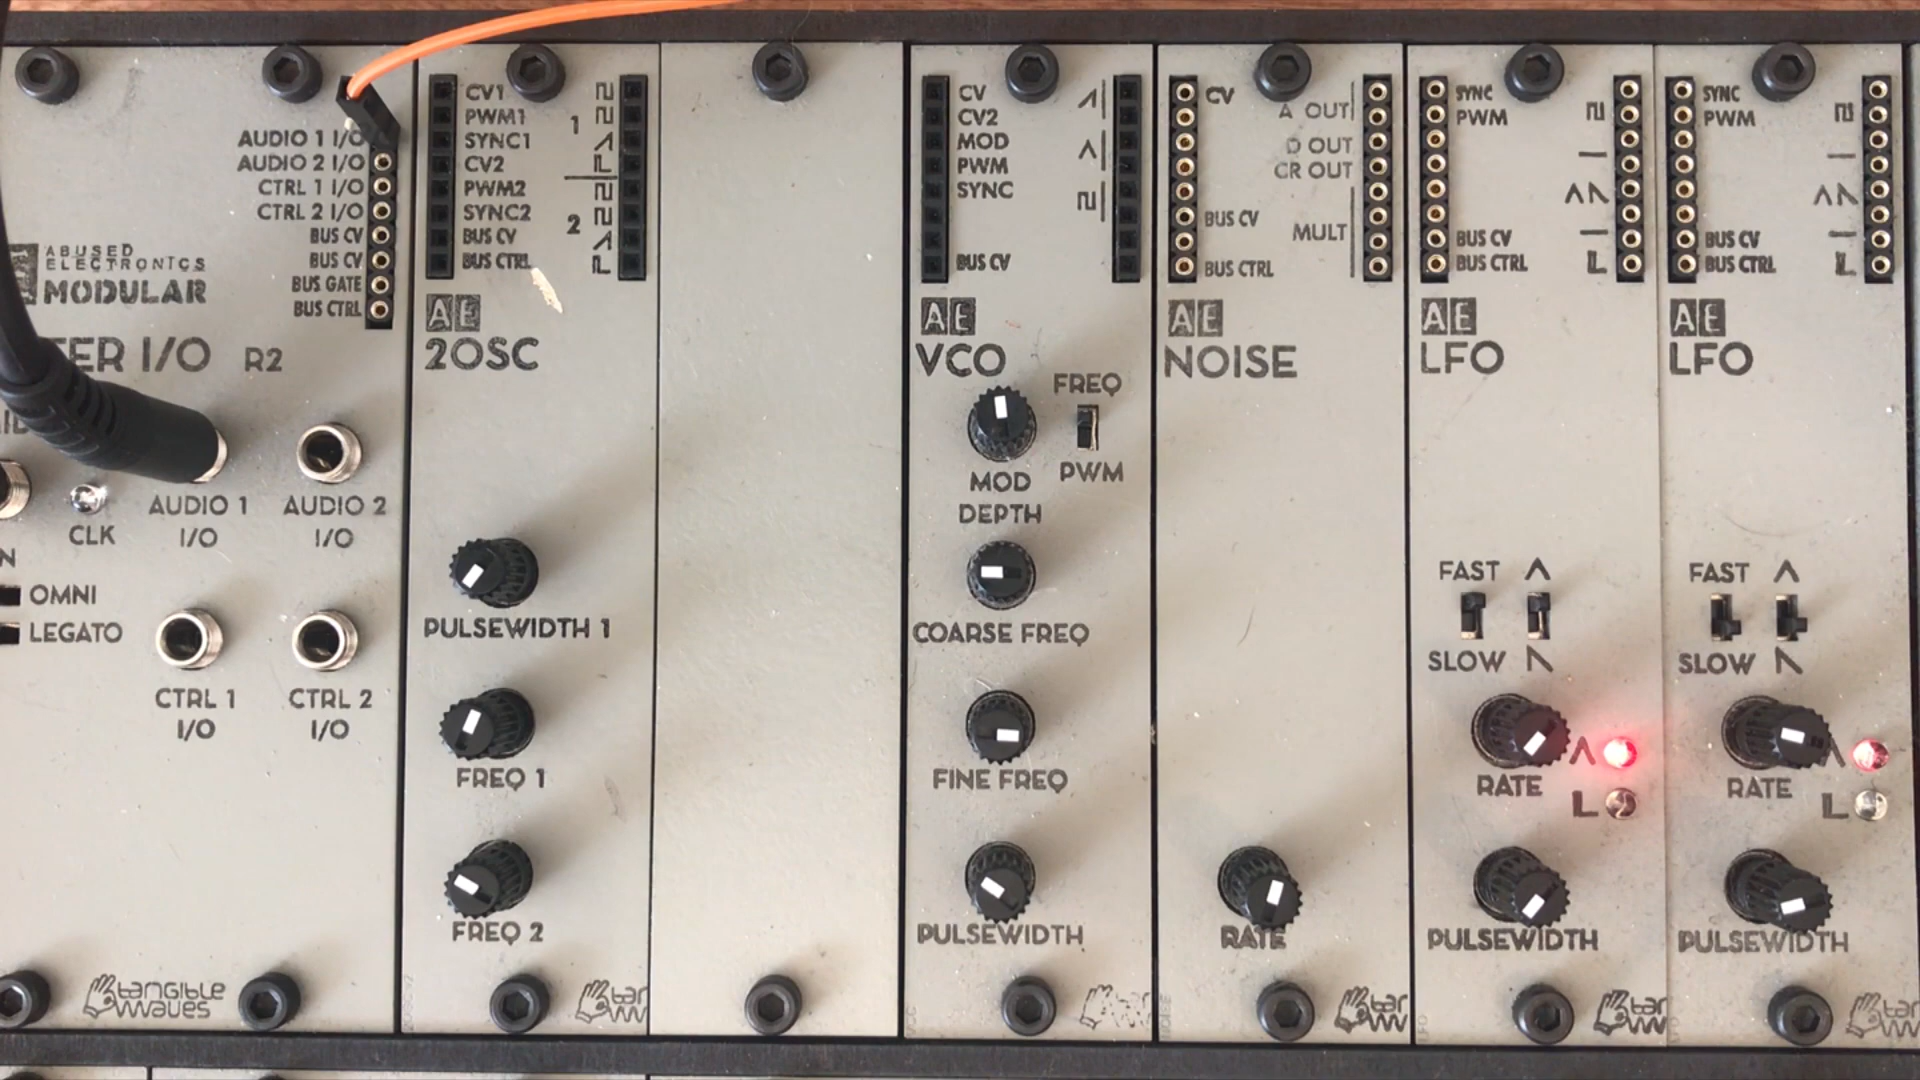 AUDIO 1 I/O
AUDIO 2 I/O
CTRL 1 I/O
CTRL 2 I/O
BUS CV
BUS CV
BUS GATE
BUS CTRL
ABUSED
ELECTRONICS
MODULAR
TER I/O R2
CLK
AUDIO 1
I/O
AUDIO 2
I/O
N
OMNI
LEGATO
CTRL 1
I/O
CTRL 2
I/O
tangible
waves
CV1
PWM1
SYNC1
CV2
PWM2
SYNC2
BUS CV
BUS CTRL
1
2
AE
2OSC
PULSEWIDTH 1
FREQ 1
FREQ 2
CV
CV2
MOD
PWM
SYNC
BUS CV
AE
VCO
FREQ
PWM
MOD
DEPTH
COARSE FREQ
FINE FREQ
PULSEWIDTH
CV
BUS CV
BUS CTRL
A OUT
D OUT
CR OUT
MULT
AE
NOISE
RATE
SYNC
PWM
BUS CV
BUS CTRL
AE
LFO
FAST
SLOW
RATE
PULSEWIDTH
SYNC
PWM
BUS CV
BUS CTRL
AE
LFO
FAST
SLOW
RATE
PULSEWIDTH